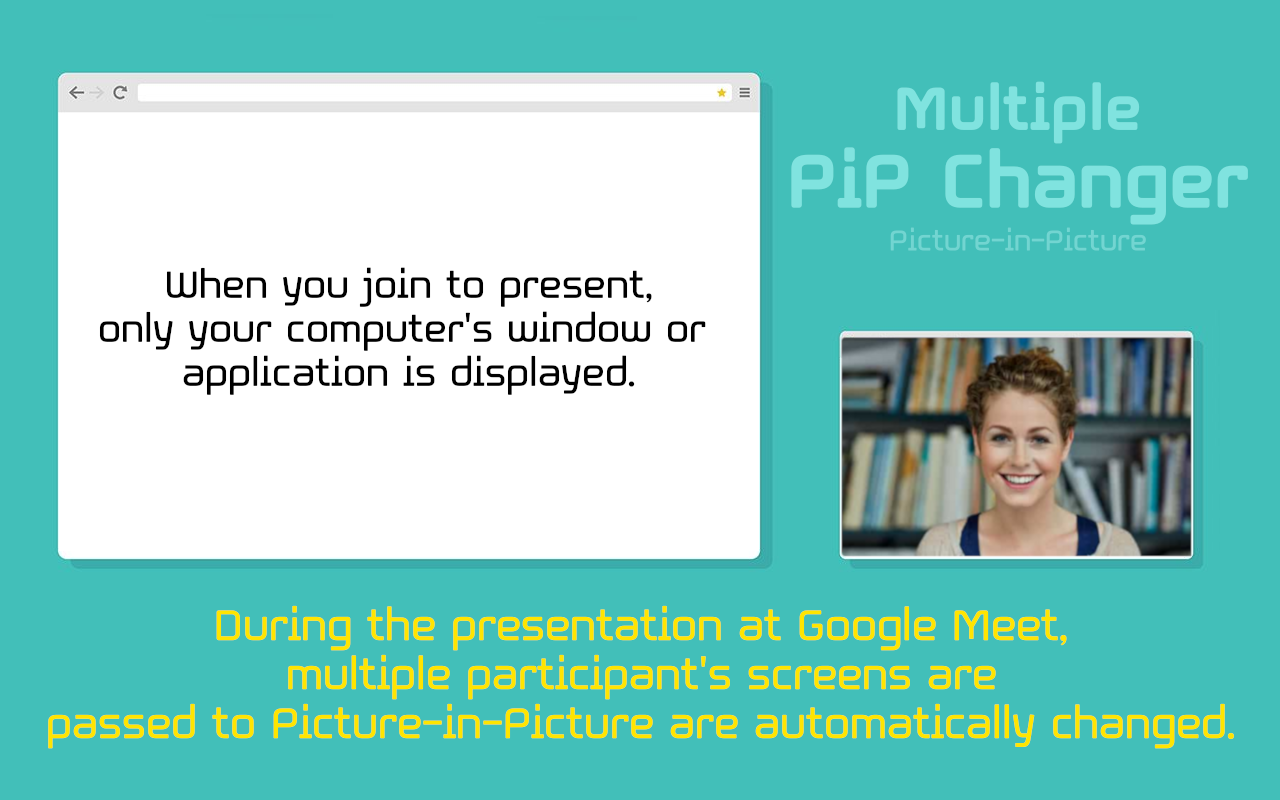 Multiple
PiP Changer
Picture-in-Picture
When you join to present,
only your computer's window or
application is displayed.
During the presentation at Google Meet,
multiple participant's screens are
passed to Picture-in-Picture are automatically changed.